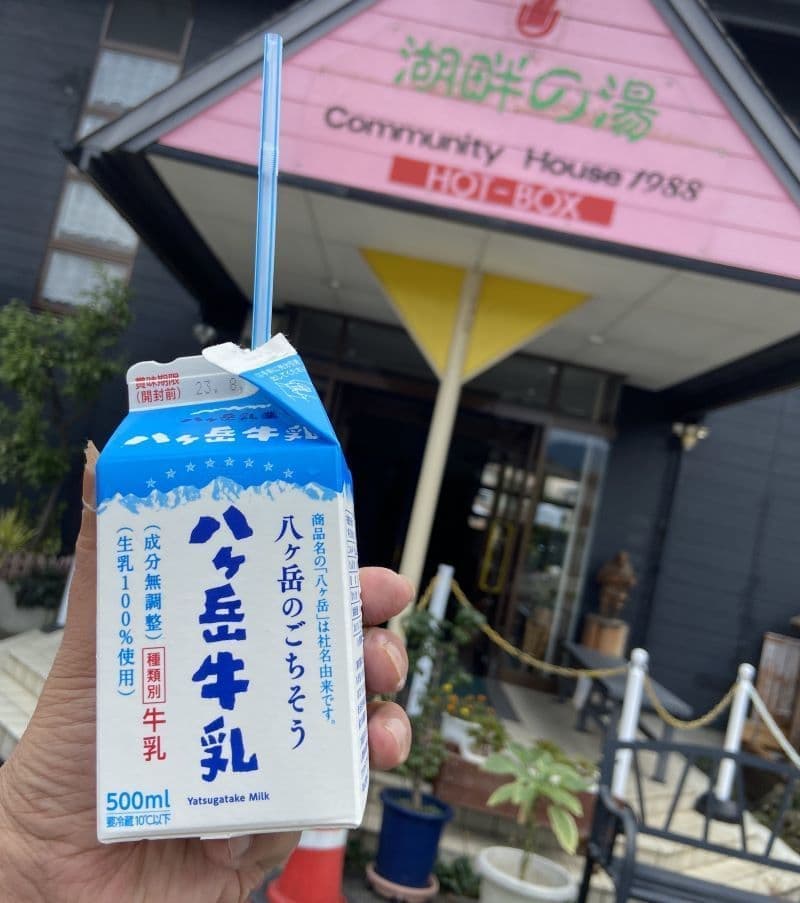 湖畔の湯
Community House 1988
HOT-BOX
賞味期限
(開封前)
23. 8.
八ヶ岳牛乳
商品名の「八ヶ岳」は社名由来です。
八ヶ岳のごちそう
八ヶ岳牛乳
Yatsugatake Milk
(成分無調整)
種類別 牛乳
(生乳100%使用)
500ml
要冷蔵10℃以下